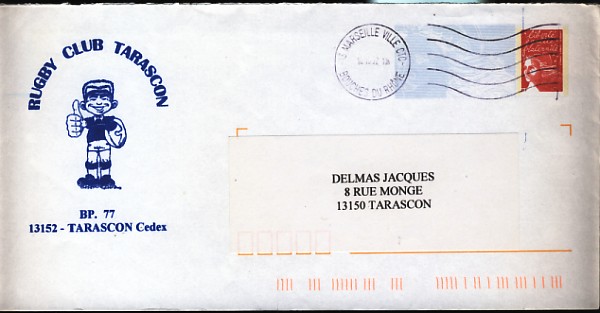 RUGBY CLUB TARASCON
BP. 77
13152 - TARASCON Cedex
MARSEILLE VILLE CTC
BOUCHES DU RHONE
DELMAS JACQUES
8 RUE MONGE
13150 TARASCON